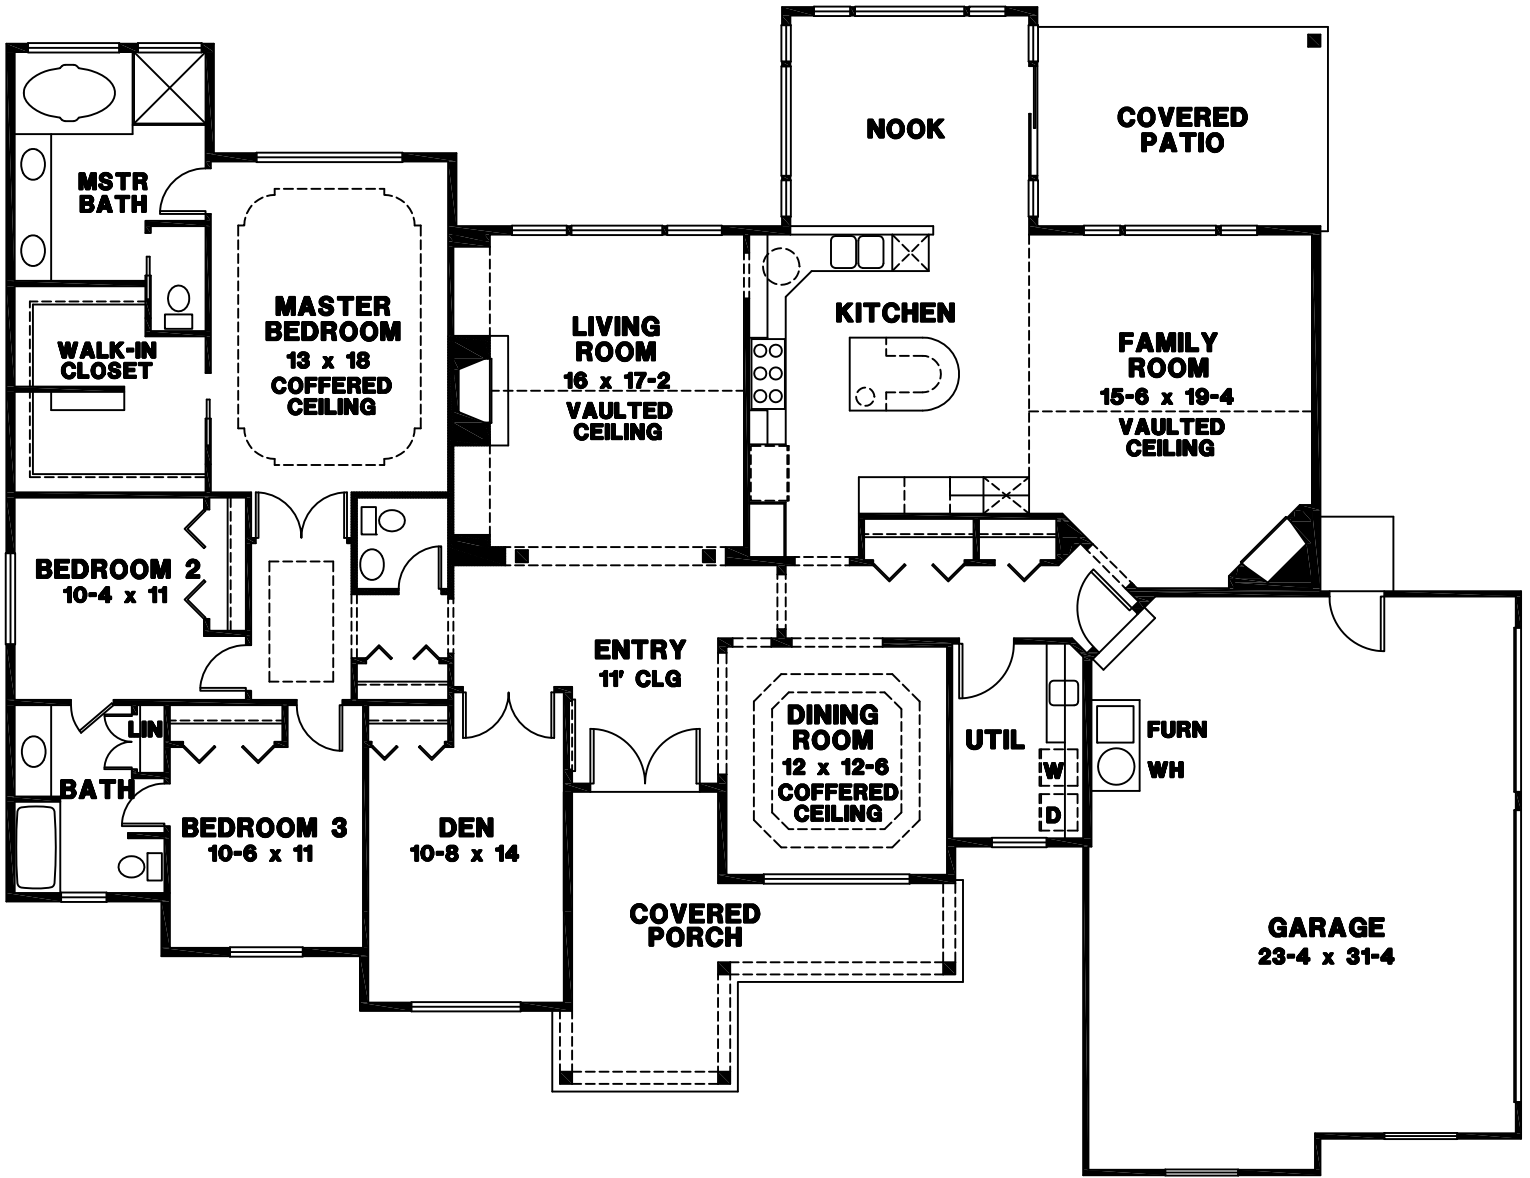 NOOK
COVERED
PATIO
MSTR
BATH
MASTER
BEDROOM
13 x 18
COFFERED
CEILING
WALK-IN
CLOSET
LIVING
ROOM
16 x 17-2
VAULTED
CEILING
KITCHEN
FAMILY
ROOM
15-6 x 19-4
VAULTED
CEILING
BEDROOM 2
10-4 x 11
ENTRY
11' CLG
LIN
BATH
BEDROOM 3
10-6 x 11
DEN
10-8 x 14
DINING
ROOM
12 x 12-6
COFFERED
CEILING
UTIL
W
D
FURN
WH
COVERED
PORCH
GARAGE
23-4 x 31-4